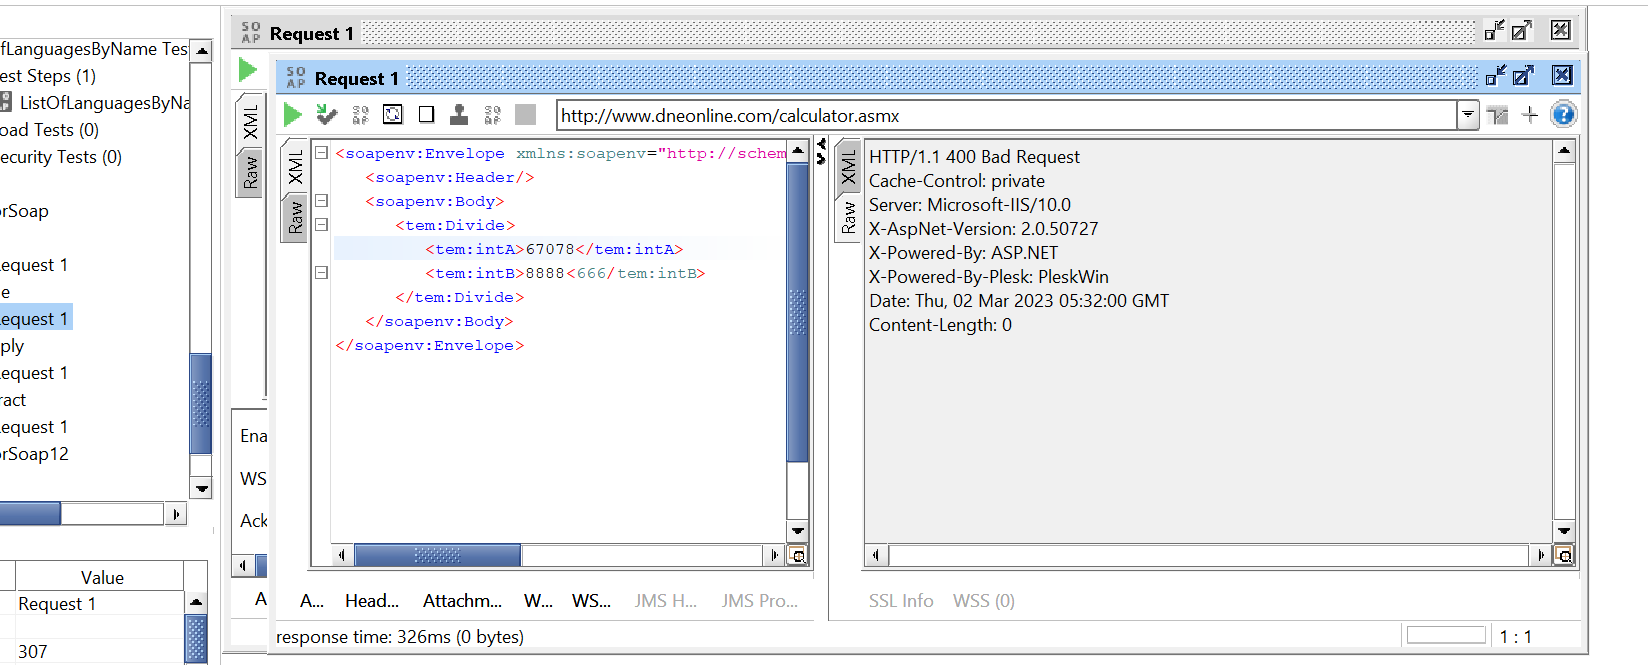 fLanguagesByName Tes
est Steps (1)
ListOfLanguagesByNa
oad Tests (0)
ecurity Tests (0)
rSoap
equest 1
e
equest 1
ply
equest 1
ract
equest 1
rSoap12
Value
Request 1
307
SO AP Request 1
XML
Raw
Ena
WS
Ack
A
SO AP Request 1
http://www.dneonline.com/calculator.asmx
XML
Raw
<soapenv:Envelope xmlns:soapenv="http://schem
<soapenv:Header/>
<soapenv:Body>
<tem:Divide>
<tem:intA>67078</tem:intA>
<tem:intB>8888<666/tem:intB>
</tem:Divide>
</soapenv:Body>
</soapenv:Envelope>
XML
Raw
HTTP/1.1 400 Bad Request
Cache-Control: private
Server: Microsoft-IIS/10.0
X-AspNet-Version: 2.0.50727
X-Powered-By: ASP.NET
X-Powered-By-Plesk: PleskWin
Date: Thu, 02 Mar 2023 05:32:00 GMT
Content-Length: 0
A... Head... Attachm... W... WS... JMS H... JMS Pro...
SSL Info WSS (0)
response time: 326ms (0 bytes)
1 : 1